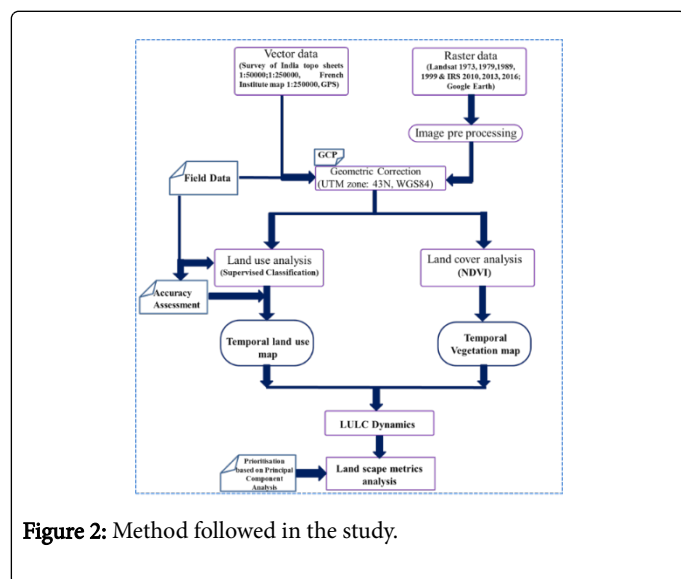 Vector data
(Survey of India topo sheets
1:50000;1:250000, French
Institute map 1:250000, GPS)
Raster data
(Landsat 1973, 1979,1989,
1999 & IRS 2010, 2013, 2016;
Google Earth)
Image pre processing
GCP
Geometric Correction
(UTM zone: 43N, WGS84)
Field Data
Land use analysis
(Supervised Classification)
Land cover analysis
(NDVI)
Accuracy
Assessment
Temporal land use
map
Temporal
Vegetation map
LULC Dynamics
Prioritisation
based on Principal
Component
Analysis
Land scape metrics
analysis
Figure 2: Method followed in the study.